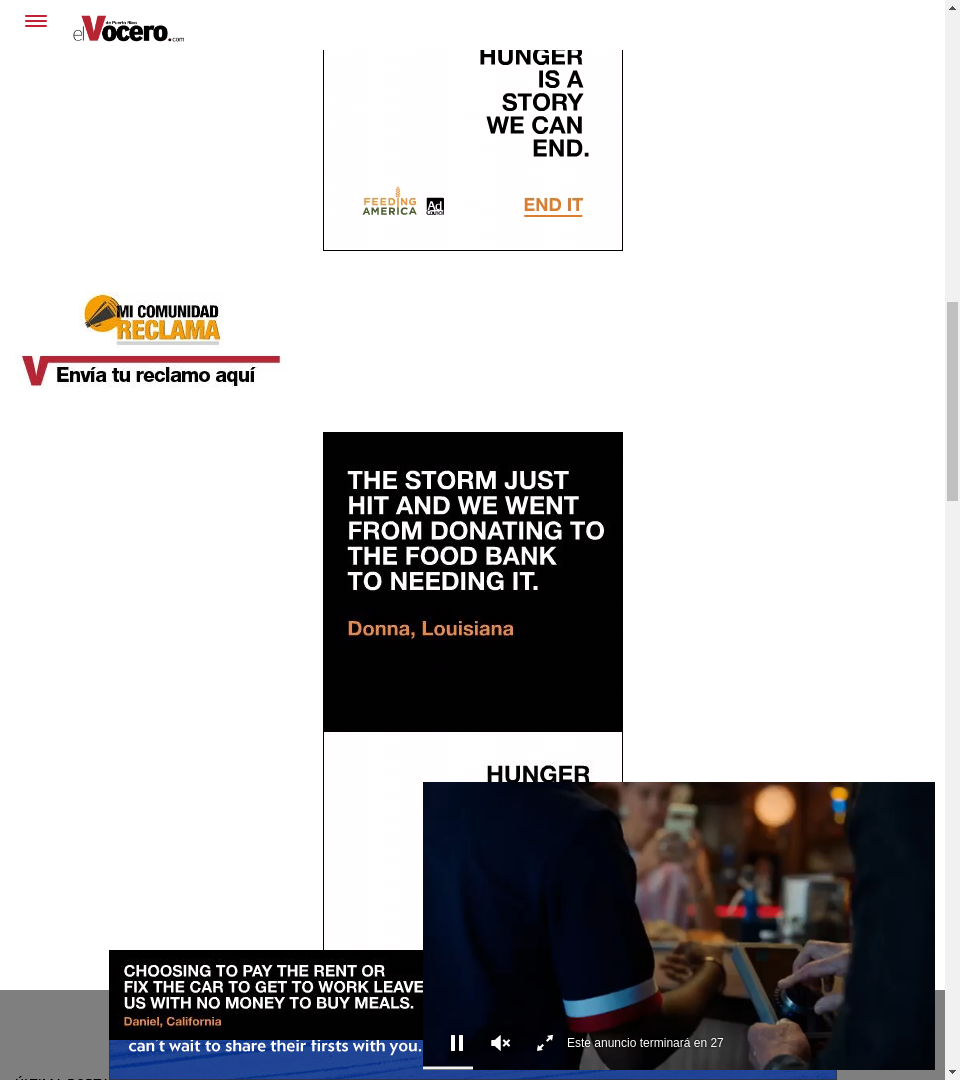 el Vocero.com
de Puerto Rico
HUNGER
IS A
STORY
WE CAN
END.
FEEDING
AMERICA
Ad
Council
END IT
MI COMUNIDAD
RECLAMA
Envía tu reclamo aquí
THE STORM JUST
HIT AND WE WENT
FROM DONATING TO
THE FOOD BANK
TO NEEDING IT.
Donna, Louisiana
HUNGER
CHOOSING TO PAY THE RENT OR
FIX THE CAR TO GET TO WORK LEAVE
US WITH NO MONEY TO BUY MEALS.
Daniel, California
Este anuncio terminará en 27
can't wait to share their firsts with you.